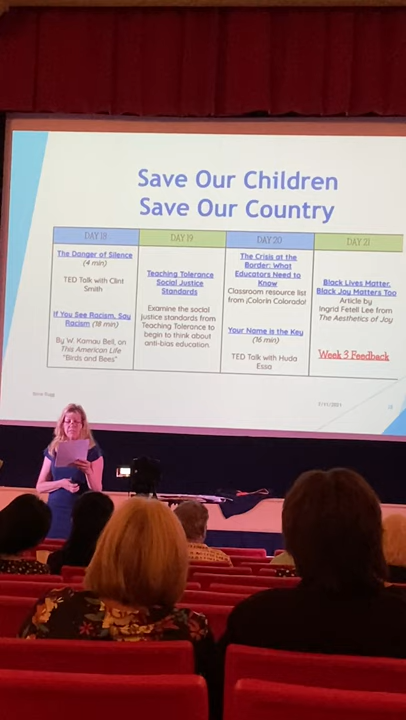 Save Our Children
Save Our Country
DAY 18
The Danger of Silence
(4 min)
TED Talk with Clint
Smith
If You See Racism, Say
Racism (18 min)
By W. Kamau Bell, on
This American Life
"Birds and Bees"
DAY 19
Teaching Tolerance
Social Justice
Standards
Examine the social
justice standards from
Teaching Tolerance to
begin to think about
anti-bias education.
DAY 20
The Crisis at the
Border: What
Educators Need to
Know
Classroom resource list
from ¡Colorín Colorado!
Your Name is the Key
(16 min)
TED Talk with Huda
Essa
DAY 21
Black Lives Matter,
Black Joy Matters Too
Article by
Ingrid Fetell Lee from
The Aesthetics of Joy
Week 3 Feedback